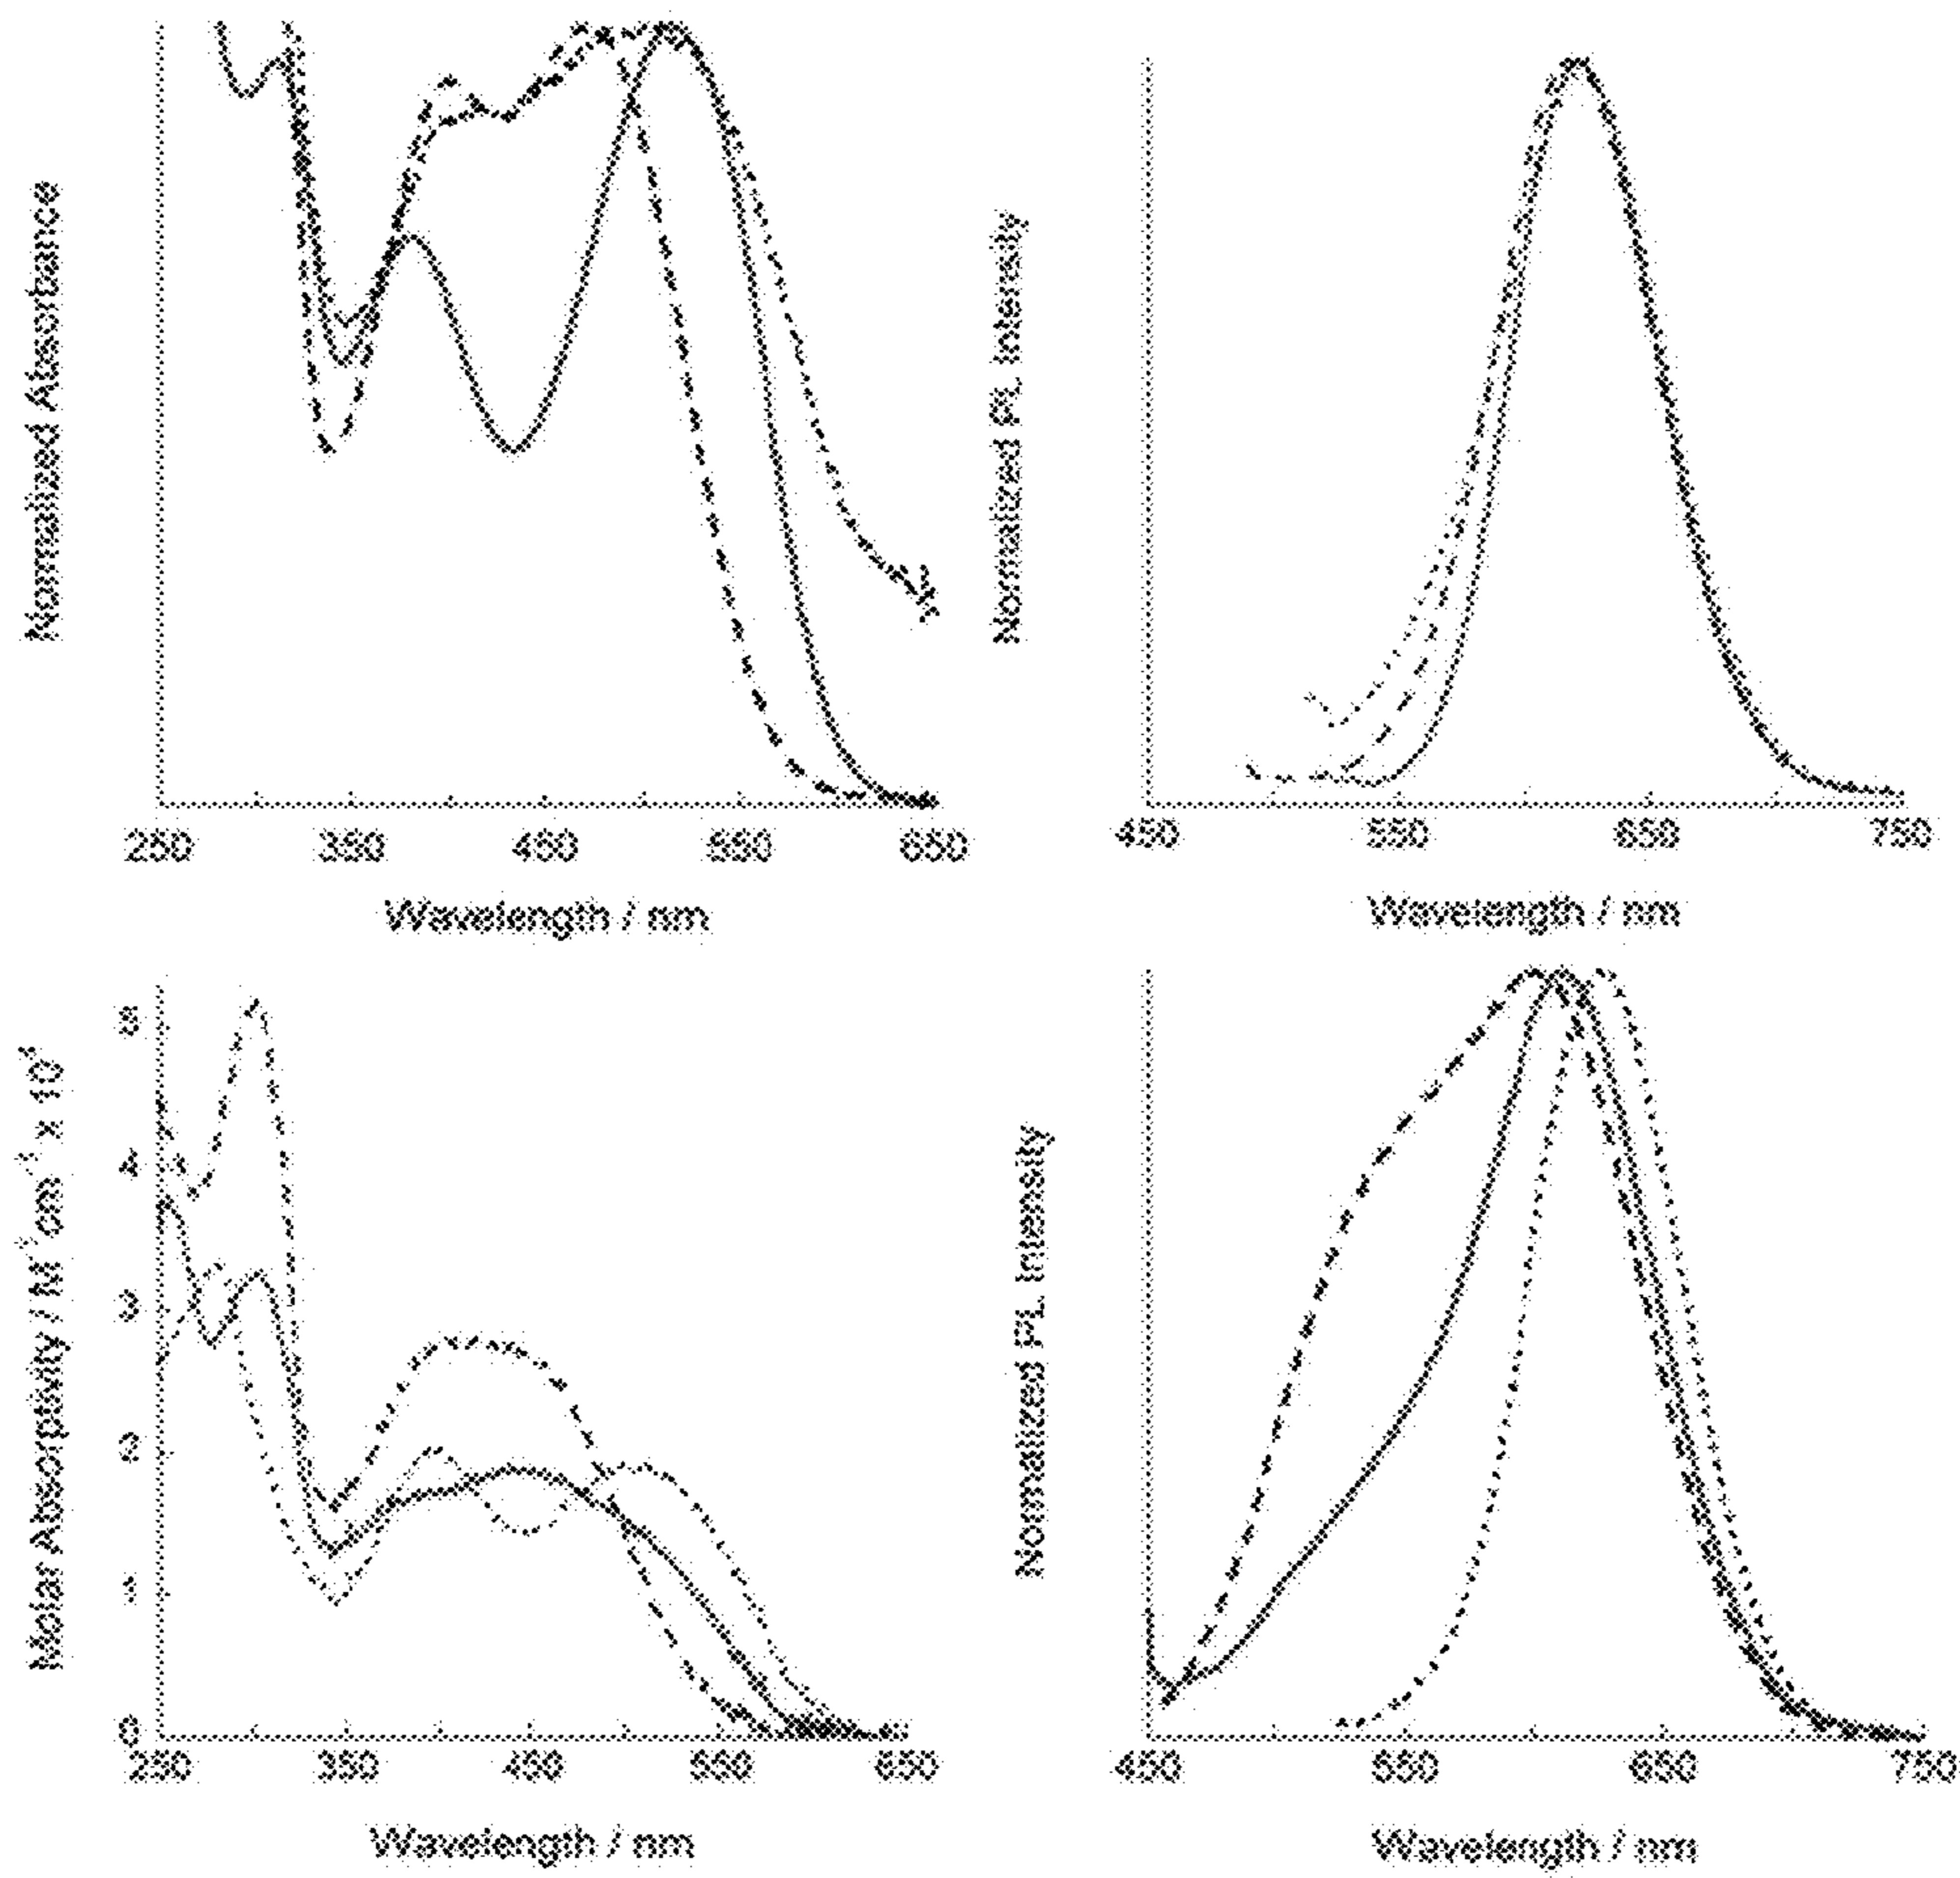 Normalized Absorbance
250 350 450 550 650
Wavelength / nm
Normalized PL Intensity
450 550 650 750
Wavelength / nm
Molar Absorptivity / M⁻¹cm⁻¹ x 10⁴
5
4
3
2
1
0
250 350 450 550 650
Wavelength / nm
Normalized PL Intensity
450 550 650 750
Wavelength / nm